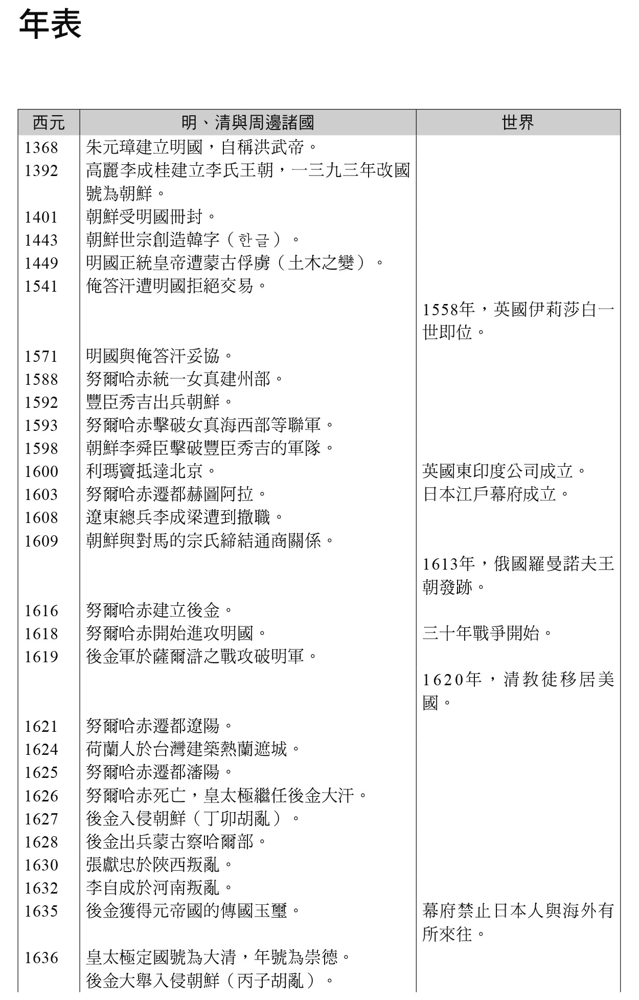 年表
西元 明、清與周邊諸國 世界
1368 朱元璋建立明國，自稱洪武帝。
1392 高麗李成桂建立李氏王朝，一三九三年改國
號為朝鮮。
1401 朝鮮受明國冊封。
1443 朝鮮世宗創造韓字（한글）。
1449 明國正統皇帝遭蒙古俘虜（土木之變）。
1541 俺答汗遭明國拒絕交易。
1558年，英國伊莉莎白一
世即位。
1571 明國與俺答汗妥協。
1588 努爾哈赤統一女真建州部。
1592 豐臣秀吉出兵朝鮮。
1593 努爾哈赤擊破女真海西部等聯軍。
1598 朝鮮李舜臣擊破豐臣秀吉的軍隊。
1600 利瑪竇抵達北京。 英國東印度公司成立。
1603 努爾哈赤遷都赫圖阿拉。 日本江戶幕府成立。
1608 遼東總兵李成梁遭到撤職。
1609 朝鮮與對馬的宗氏締結通商關係。
1613年，俄國羅曼諾夫王
朝發跡。
1616 努爾哈赤建立後金。
1618 努爾哈赤開始進攻明國。 三十年戰爭開始。
1619 後金軍於薩爾滸之戰攻破明軍。
1620年，清教徒移居美
國。
1621 努爾哈赤遷都遼陽。
1624 荷蘭人於台灣建築熱蘭遮城。
1625 努爾哈赤遷都瀋陽。
1626 努爾哈赤死亡，皇太極繼任後金大汗。
1627 後金入侵朝鮮（丁卯胡亂）。
1628 後金出兵蒙古察哈爾部。
1630 張獻忠於陝西叛亂。
1632 李自成於河南叛亂。
1635 後金獲得元帝國的傳國玉璽。 幕府禁止日本人與海外有
所來往。
1636 皇太極定國號為大清，年號為崇德。
後金大舉入侵朝鮮（丙子胡亂）。